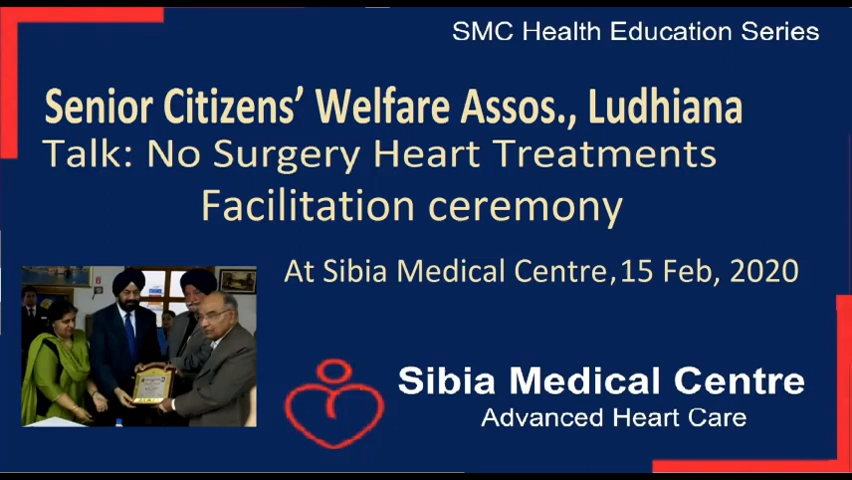 SMC Health Education Series
Senior Citizens’ Welfare Assos., Ludhiana
Talk: No Surgery Heart Treatments
Facilitation ceremony
At Sibia Medical Centre, 15 Feb, 2020
Sibia Medical Centre
Advanced Heart Care